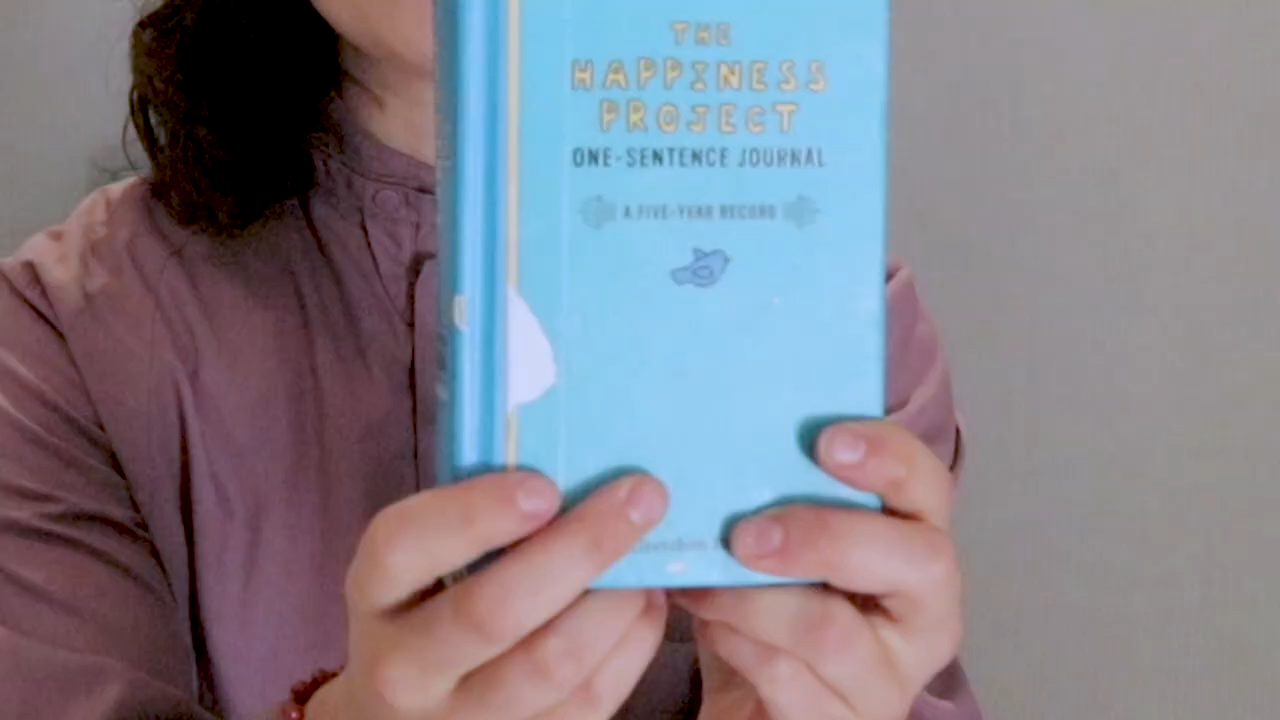 THE
HAPPINESS
PROJECT
ONE-SENTENCE JOURNAL
A FIVE-YEAR RECORD